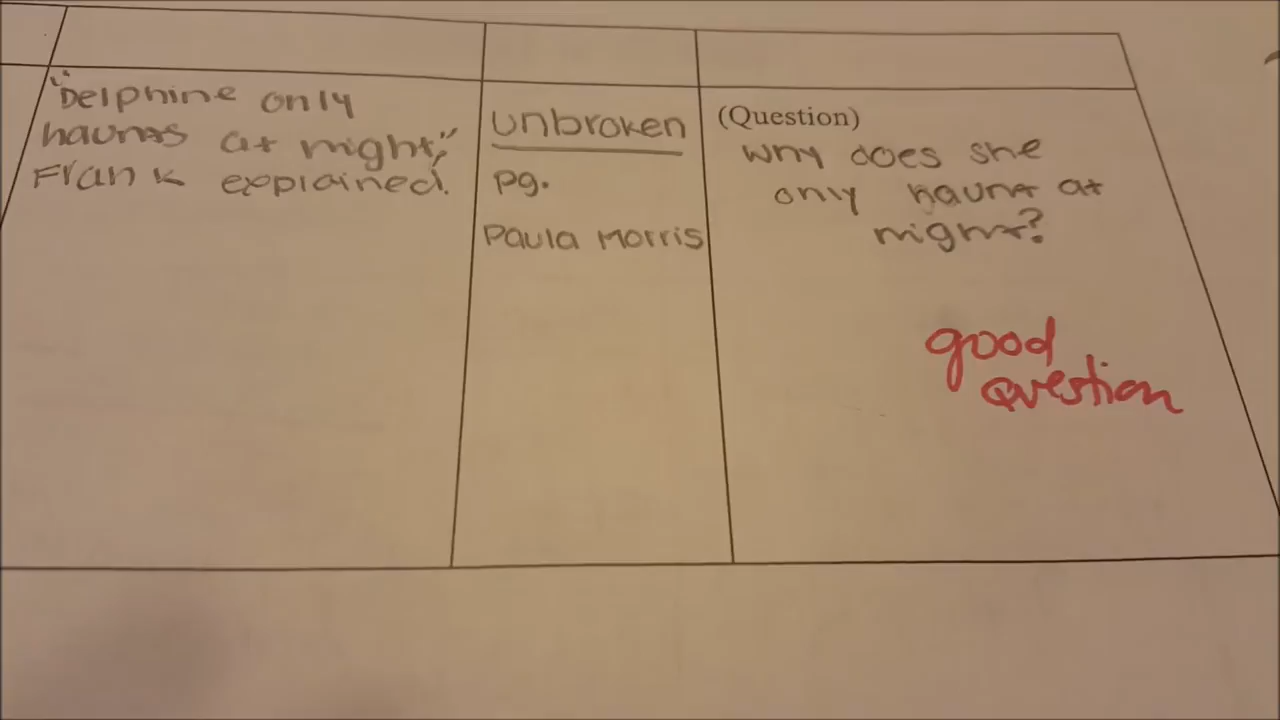 "Delphine only
haunts at night,"
Frank explained.
unbroken
pg.
Paula Morris
(Question)
Why does she
only haunt at
night?
good
question